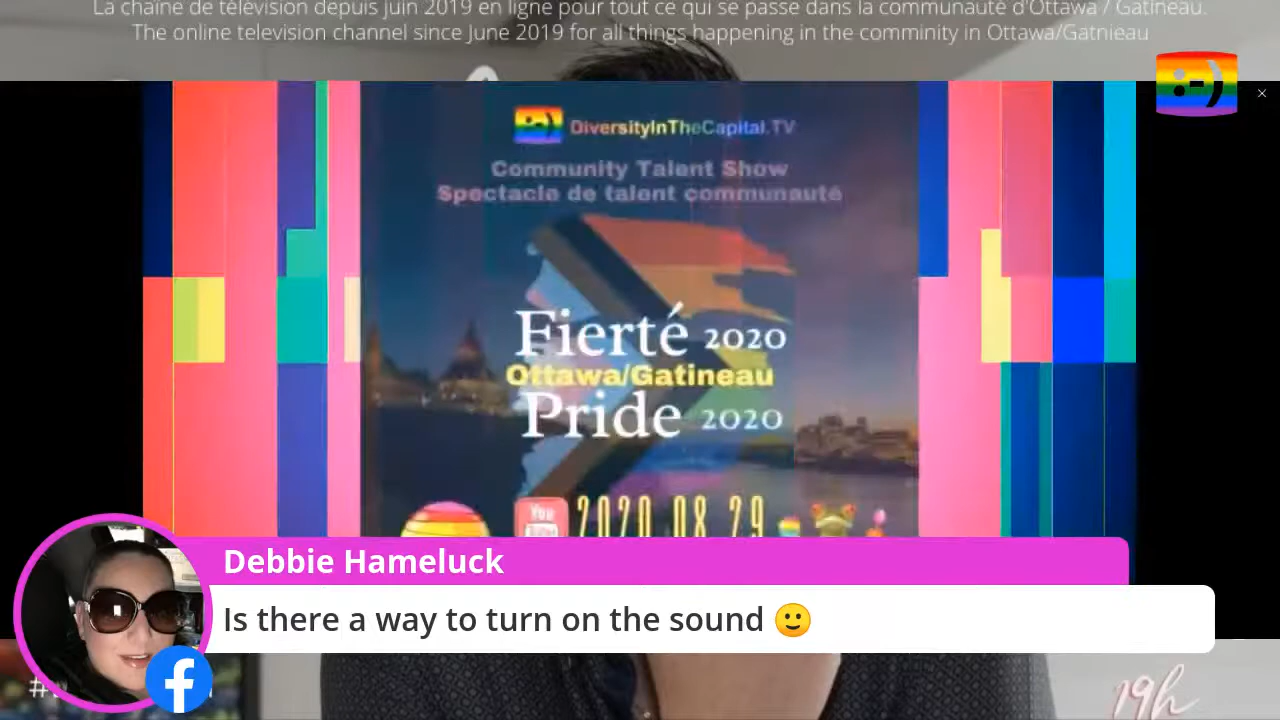 La chaîne de télévision depuis juin 2019 en ligne pour tout ce qui se passe dans la communauté d'Ottawa / Gatineau.
The online television channel since June 2019 for all things happening in the comminity in Ottawa/Gatnieau
:-)
×
:-) DiversityInTheCapital.TV
Community Talent Show
Spectacle de talent communauté
Fierté 2020
Ottawa/Gatineau
Pride 2020
You 2020.08.29
Debbie Hameluck
Is there a way to turn on the sound 🙂
f
#
19h